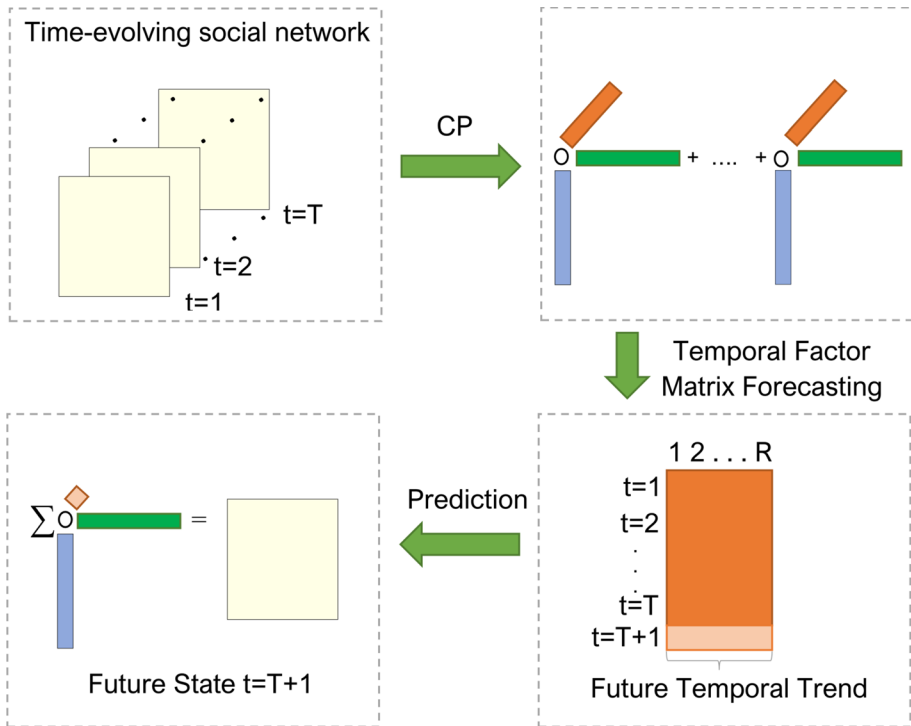 Time-evolving social network
t=T
t=2
t=1
CP
O + .... + O
Temporal Factor
Matrix Forecasting
1 2 . . . R
t=1
t=2
.
.
.
t=T
t=T+1
Future Temporal Trend
Prediction
∑ O =
Future State t=T+1